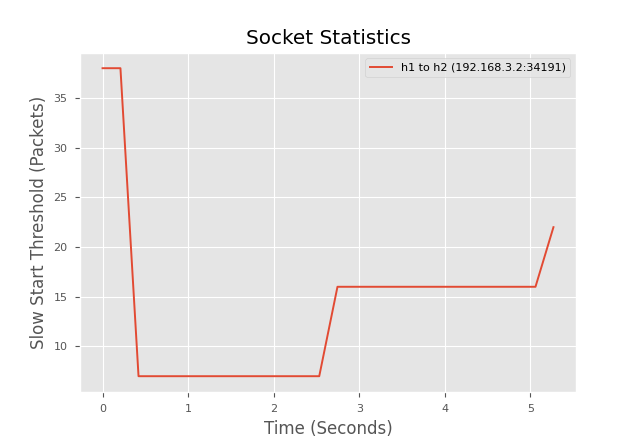 Socket Statistics
h1 to h2 (192.168.3.2:34191)
Slow Start Threshold (Packets)
35
30
25
20
15
10
0 1 2 3 4 5
Time (Seconds)